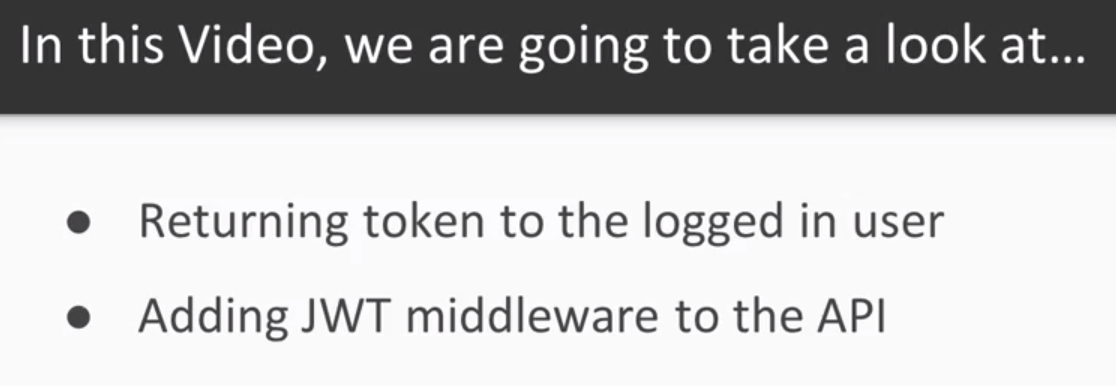 In this Video, we are going to take a look at...
● Returning token to the logged in user
● Adding JWT middleware to the API